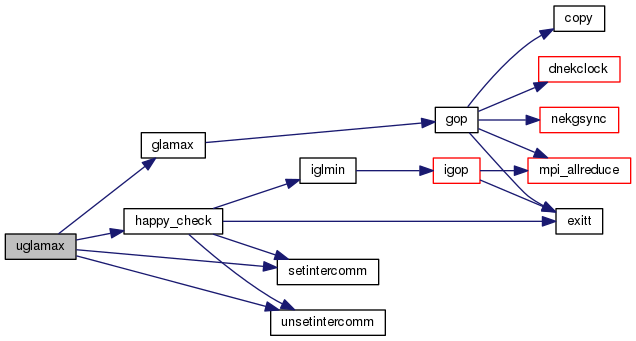 copy
dnekclock
gop
nekgsync
glamax
iglmin
igop
mpi_allreduce
happy_check
exitt
uglamax
setintercomm
unsetintercomm